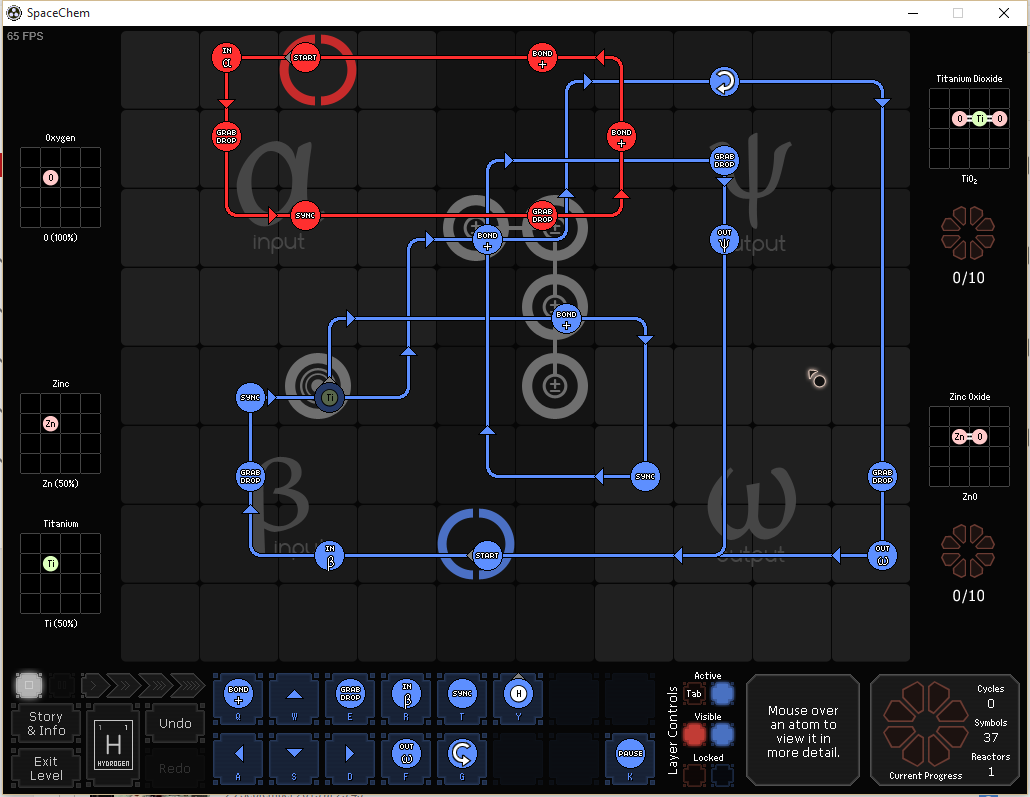 SpaceChem
65 FPS
Oxygen
O
O (100%)
Zinc
Zn
Zn (50%)
Titanium
Ti
Ti (50%)
IN
α
START
BOND
+
GRAB
DROP
BOND
+
SYNC
GRAB
DROP
α
input
ψ
output
GRAB
DROP
BOND
+
OUT
ψ
BOND
+
SYNC
Ti
GRAB
DROP
SYNC
GRAB
DROP
β
input
ω
output
IN
β
START
OUT
ω
Titanium Dioxide
O Ti O
TiO₂
0/10
Zinc Oxide
Zn O
ZnO
0/10
Story
& Info
Exit
Level
1
H
HYDROGEN
Undo
Redo
BOND
+
Q
W
GRAB
DROP
E
IN
β
R
SYNC
T
H
Y
A
S
D
OUT
ω
F
G
PAUSE
K
Layer Controls
Active
Tab
Visible
Locked
Mouse over
an atom to
view it in
more detail.
Cycles
0
Symbols
37
Reactors
1
Current Progress